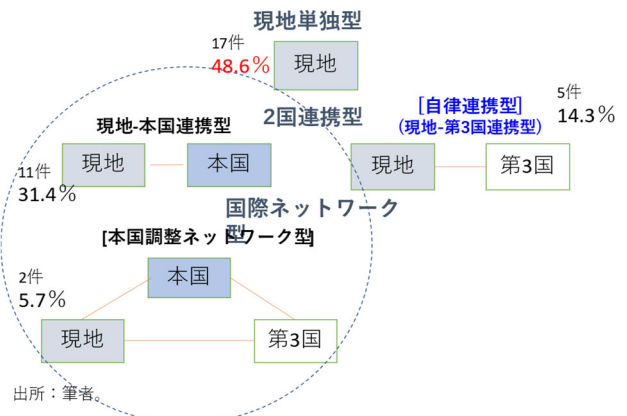 現地単独型
17件
48.6%
現地
2国連携型
現地-本国連携型
[自律連携型]
(現地-第3国連携型)
5件
14.3%
11件
31.4%
現地
本国
現地
第3国
国際ネットワーク
型
[本国調整ネットワーク型]
2件
5.7%
本国
現地
第3国
出所：筆者。